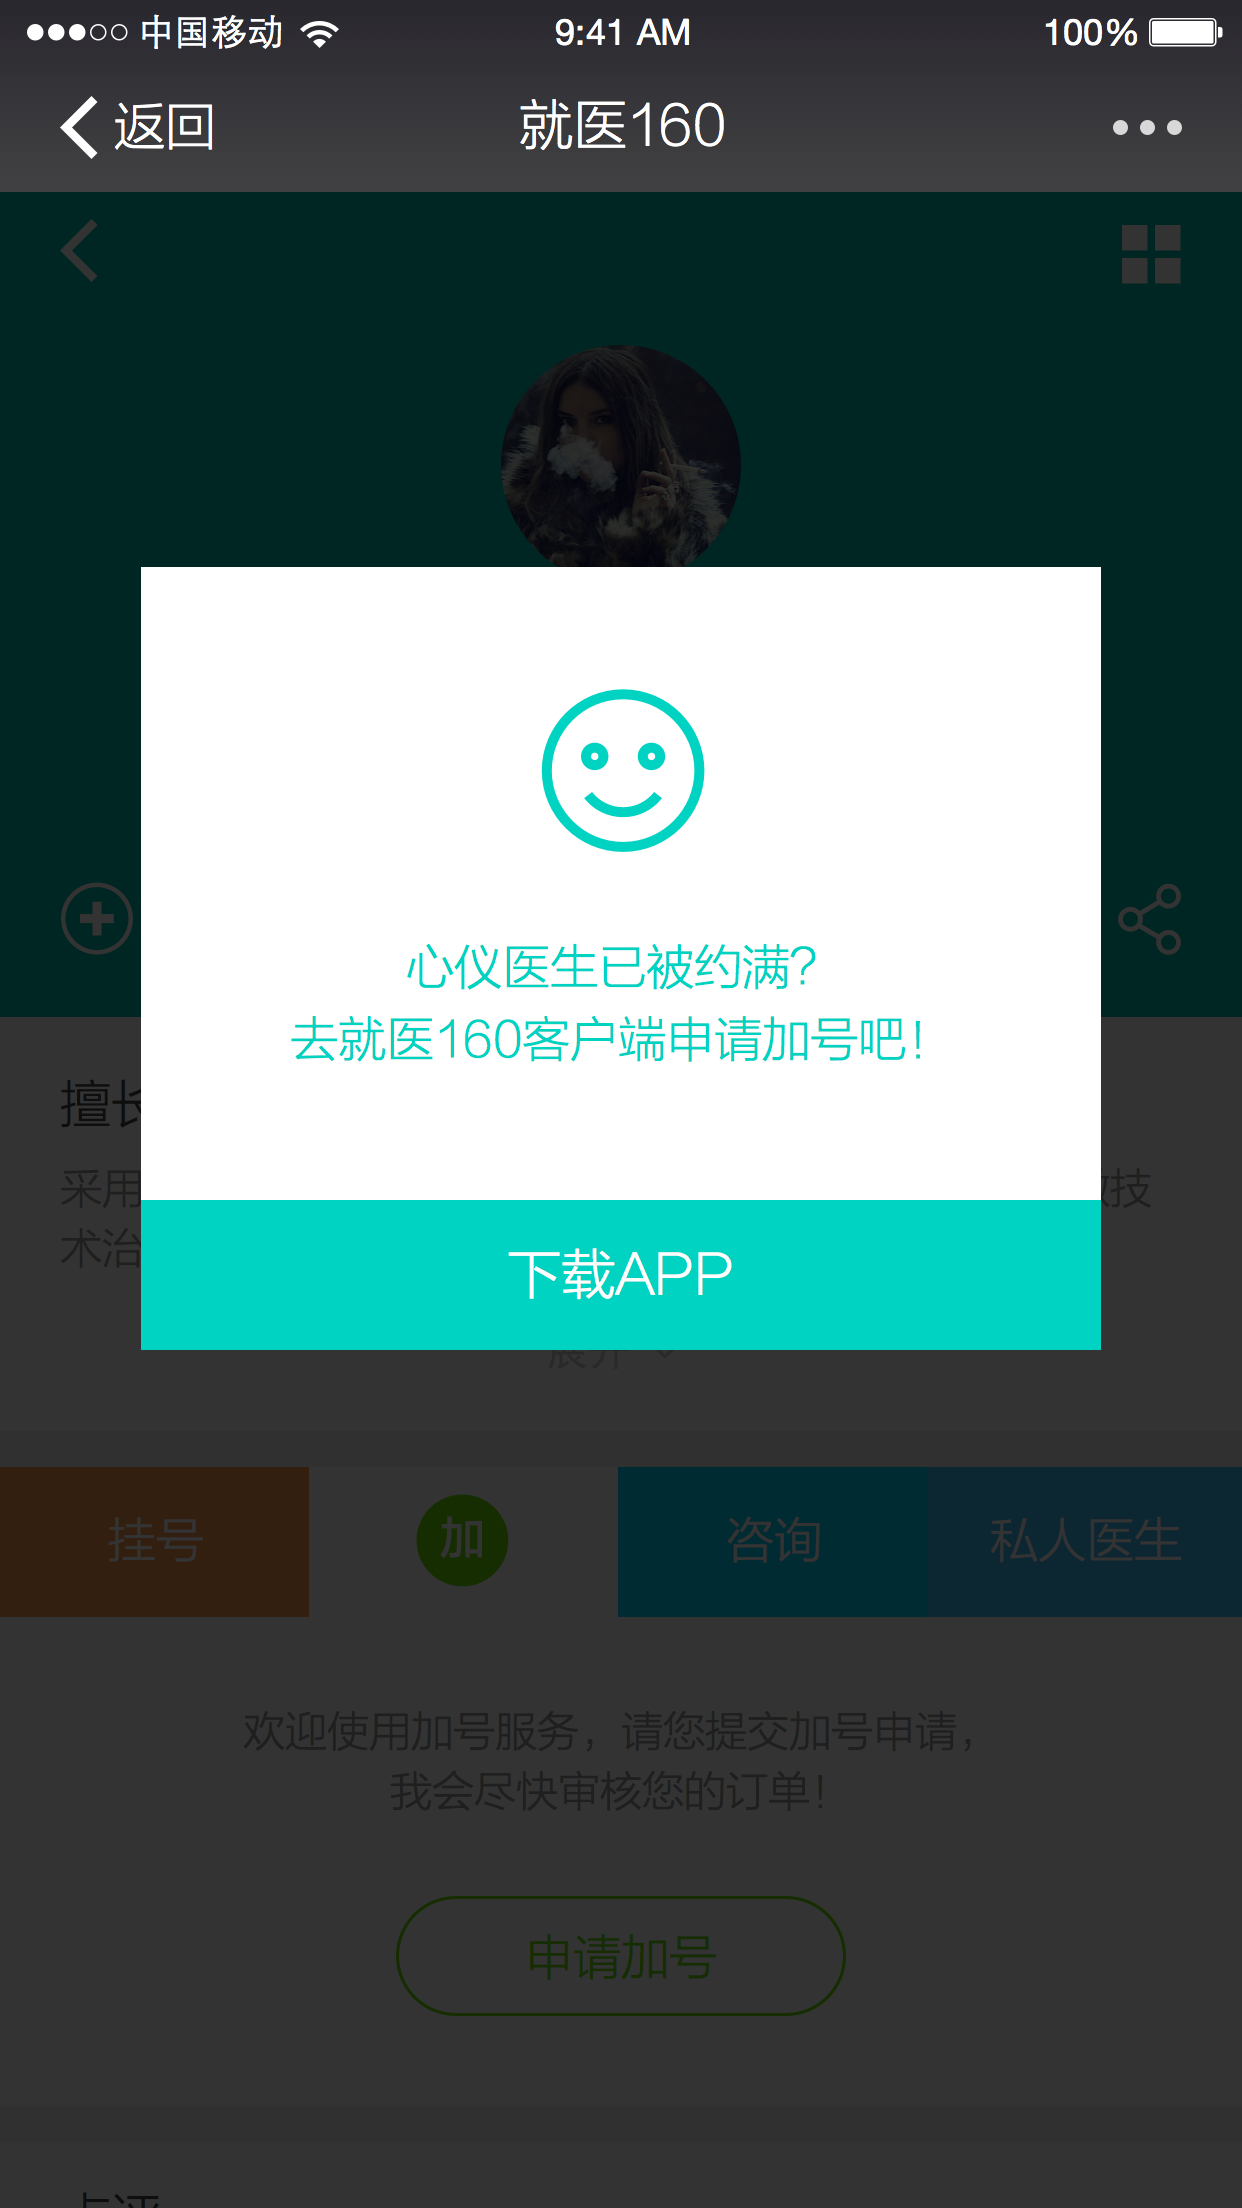 中国移动
9:41 AM
100%
返回
就医160
心仪医生已被约满?
去就医160客户端申请加号吧!
擅长
采用
技
术治
下载APP
展开
挂号
加
咨询
私人医生
欢迎使用加号服务，请您提交加号申请，
我会尽快审核您的订单!
申请加号
点评